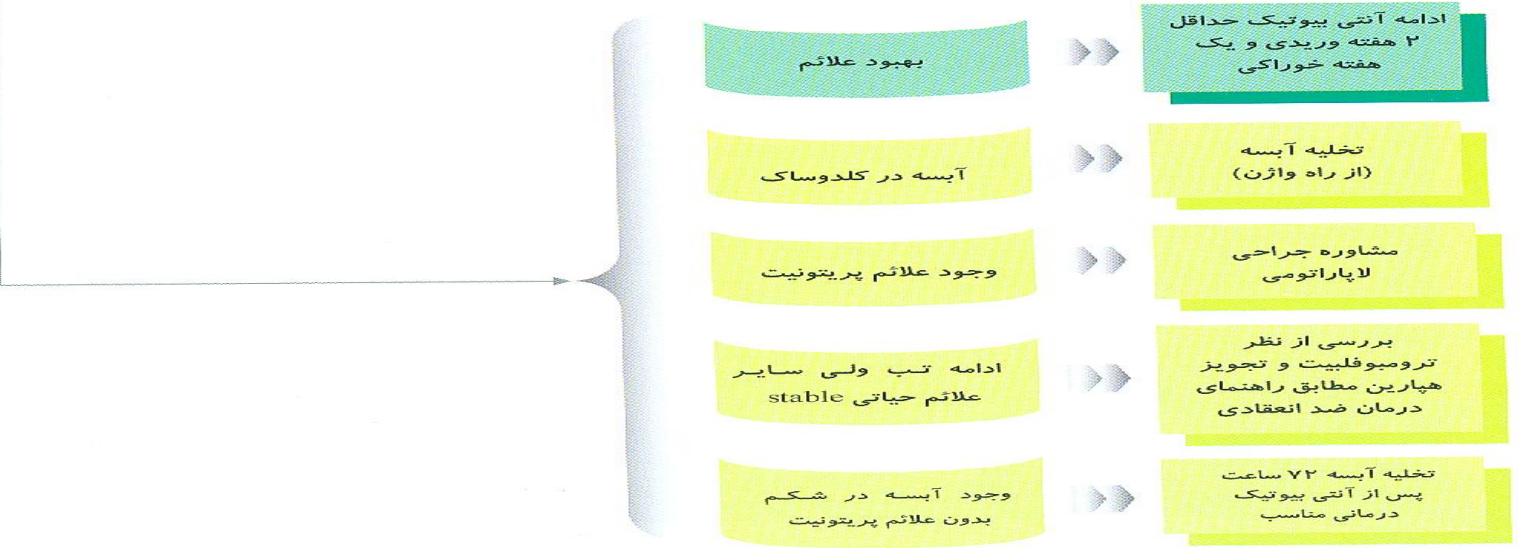 بهبود علائم
ادامه آنتی بیوتیک حداقل
۲ هفته وریدی و یک
هفته خوراکی
آبسه در کلدوساک
تخلیه آبسه
(از راه واژن)
وجود علائم پریتونیت
مشاوره جراحی
لاپاراتومی
ادامه تب ولی سایر
علائم حیاتی stable
بررسی از نظر
ترومبوفلبیت و تجویز
هپارین مطابق راهنمای
درمان ضد انعقادی
وجود آبسه در شکم
بدون علائم پریتونیت
تخلیه آبسه ۷۲ ساعت
پس از آنتی بیوتیک
درمانی مناسب